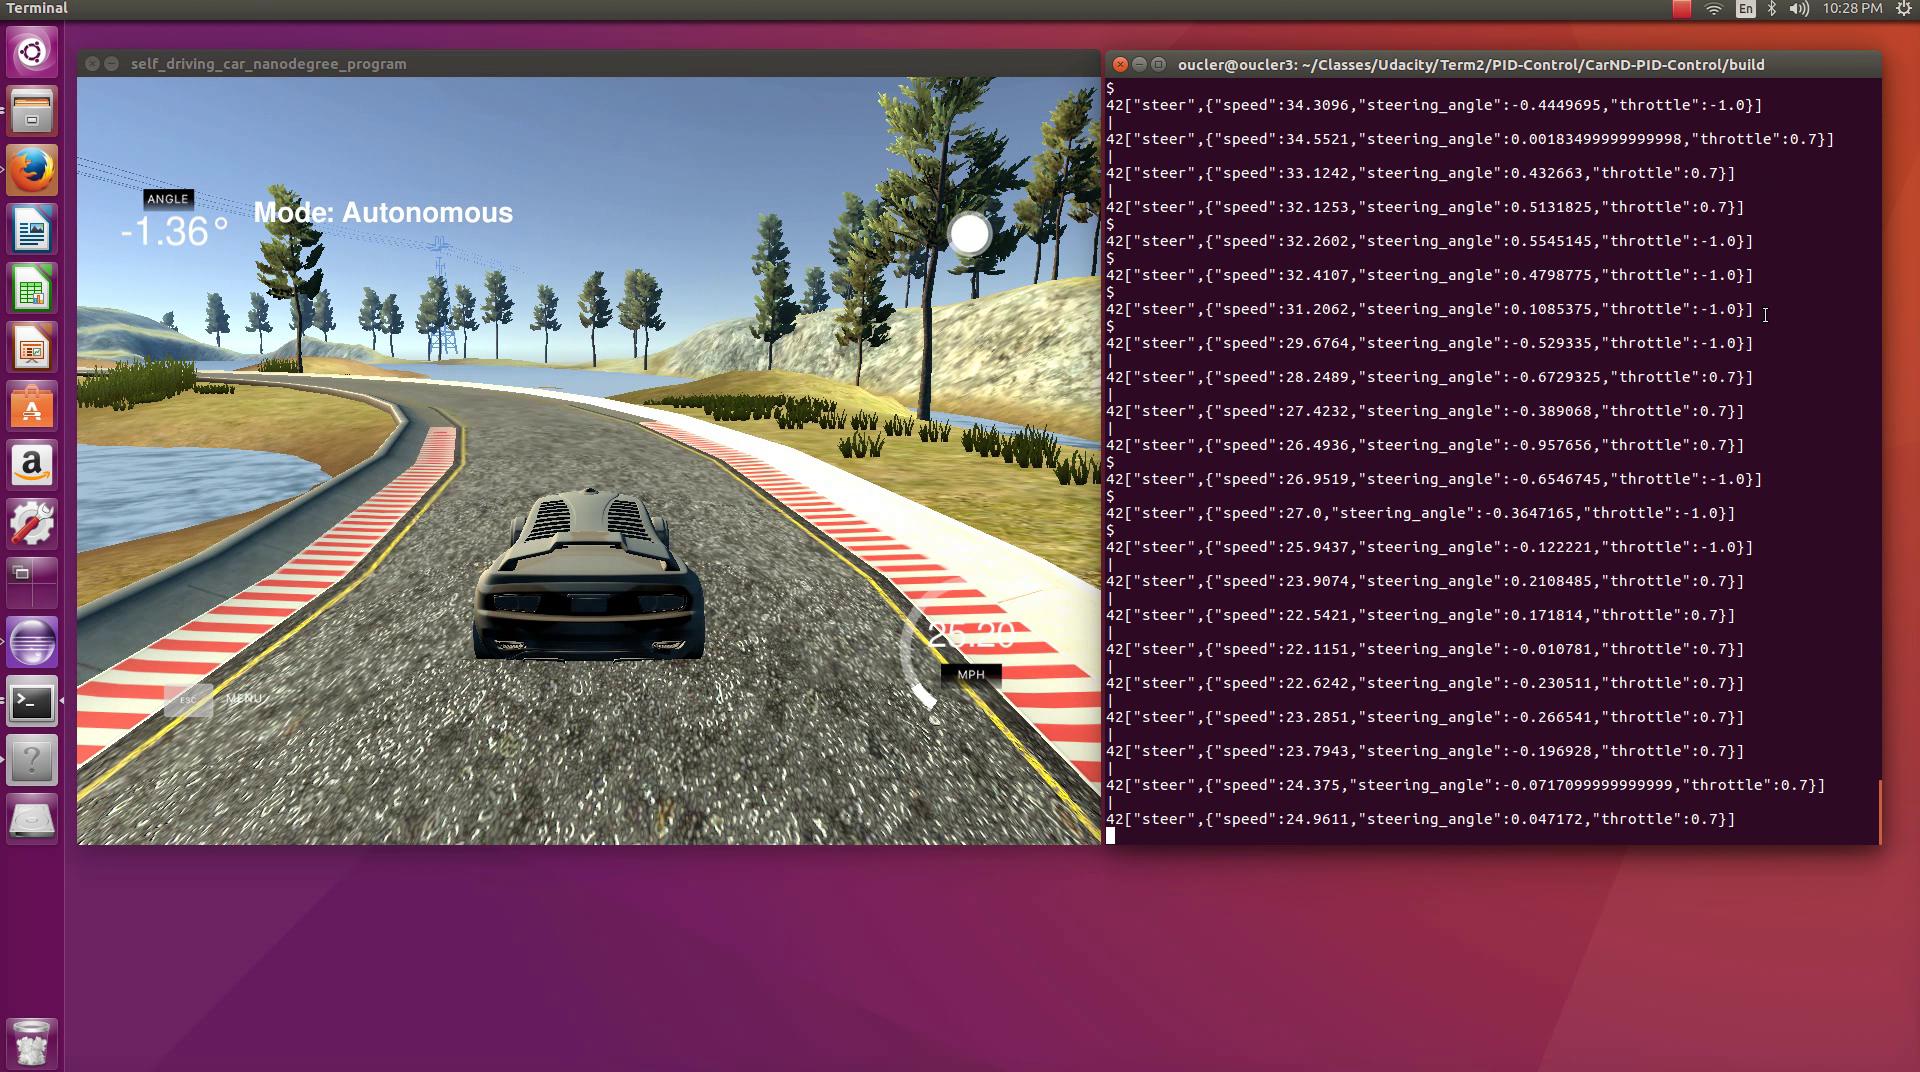 Terminal
En
10:28 PM
self_driving_car_nanodegree_program
ANGLE
-1.36°
Mode: Autonomous
25.20
MPH
ESC
MENU
a
oucler@oucler3: ~/Classes/Udacity/Term2/PID-Control/CarND-PID-Control/build
$
42["steer",{"speed":34.3096,"steering_angle":-0.4449695,"throttle":-1.0}]
|
42["steer",{"speed":34.5521,"steering_angle":0.00183499999999998,"throttle":0.7}]
|
42["steer",{"speed":33.1242,"steering_angle":0.432663,"throttle":0.7}]
|
42["steer",{"speed":32.1253,"steering_angle":0.5131825,"throttle":0.7}]
$
42["steer",{"speed":32.2602,"steering_angle":0.5545145,"throttle":-1.0}]
$
42["steer",{"speed":32.4107,"steering_angle":0.4798775,"throttle":-1.0}]
$
42["steer",{"speed":31.2062,"steering_angle":0.1085375,"throttle":-1.0}]
$
42["steer",{"speed":29.6764,"steering_angle":-0.529335,"throttle":-1.0}]
|
42["steer",{"speed":28.2489,"steering_angle":-0.6729325,"throttle":0.7}]
|
42["steer",{"speed":27.4232,"steering_angle":-0.389068,"throttle":0.7}]
|
42["steer",{"speed":26.4936,"steering_angle":-0.957656,"throttle":0.7}]
$
42["steer",{"speed":26.9519,"steering_angle":-0.6546745,"throttle":-1.0}]
$
42["steer",{"speed":27.0,"steering_angle":-0.3647165,"throttle":-1.0}]
$
42["steer",{"speed":25.9437,"steering_angle":-0.122221,"throttle":-1.0}]
|
42["steer",{"speed":23.9074,"steering_angle":0.2108485,"throttle":0.7}]
|
42["steer",{"speed":22.5421,"steering_angle":0.171814,"throttle":0.7}]
|
42["steer",{"speed":22.1151,"steering_angle":-0.010781,"throttle":0.7}]
|
42["steer",{"speed":22.6242,"steering_angle":-0.230511,"throttle":0.7}]
|
42["steer",{"speed":23.2851,"steering_angle":-0.266541,"throttle":0.7}]
|
42["steer",{"speed":23.7943,"steering_angle":-0.196928,"throttle":0.7}]
|
42["steer",{"speed":24.375,"steering_angle":-0.0717099999999999,"throttle":0.7}]
|
42["steer",{"speed":24.9611,"steering_angle":0.047172,"throttle":0.7}]